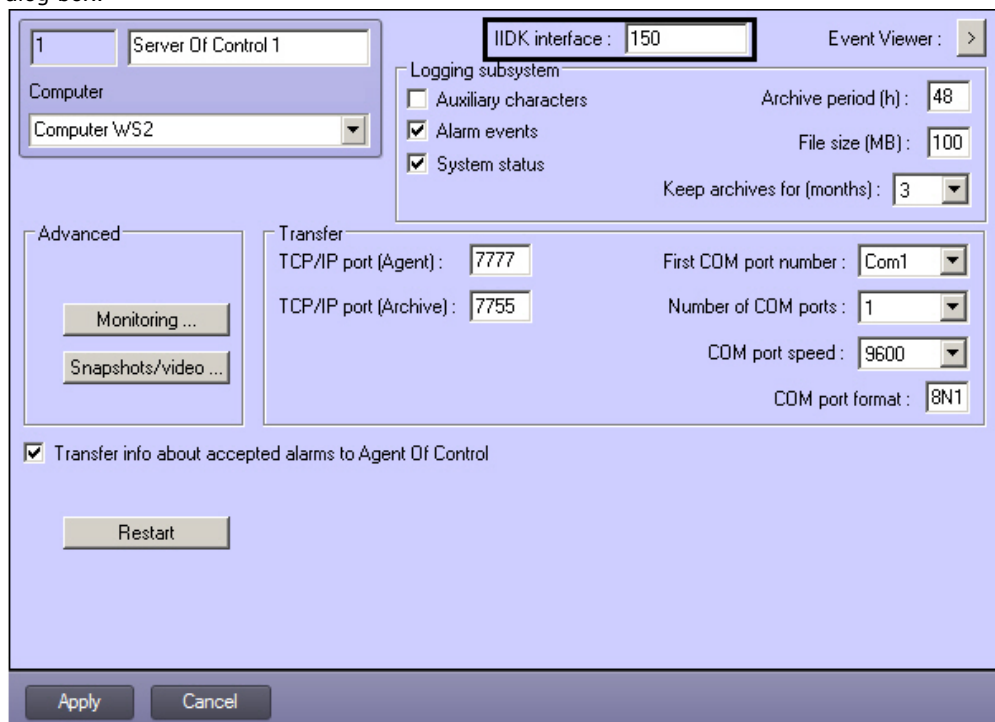 1
Server Of Control 1
IIDK interface :
150
Event Viewer :
>
Computer
Computer WS2
Logging subsystem
Auxiliary characters
Archive period (h) :
48
Alarm events
File size (MB) :
100
System status
Keep archives for (months) :
3
Advanced
Monitoring ...
Snapshots/video ...
Transfer
TCP/IP port (Agent) :
7777
First COM port number :
Com1
TCP/IP port (Archive) :
7755
Number of COM ports :
1
COM port speed :
9600
COM port format :
8N1
Transfer info about accepted alarms to Agent Of Control
Restart
Apply
Cancel